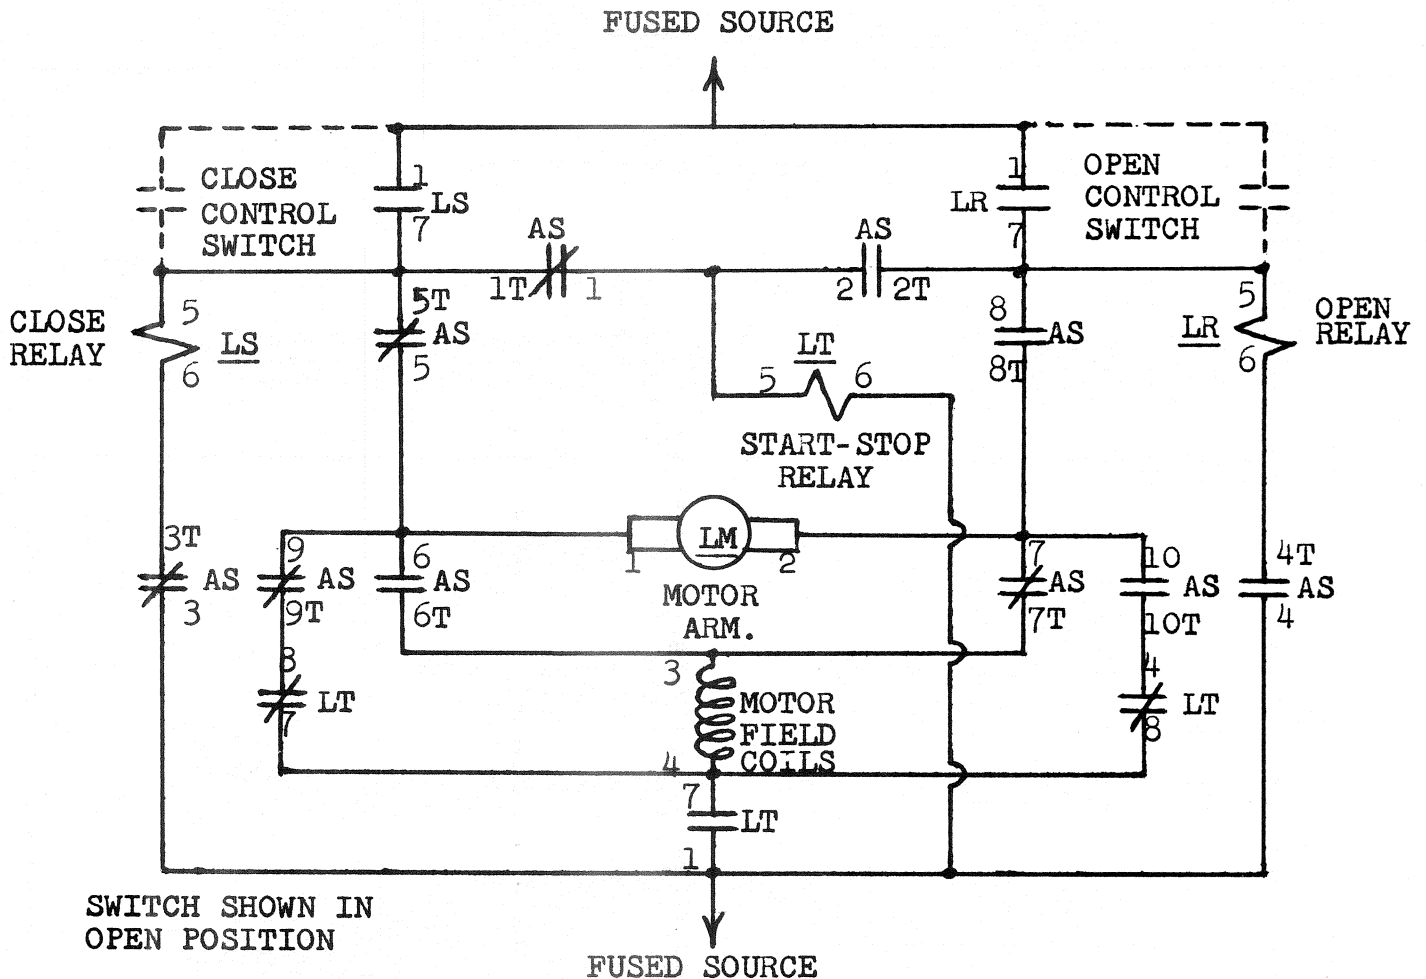 FUSED SOURCE
CLOSE
CONTROL
SWITCH
1
LS
7
1
LR
7
OPEN
CONTROL
SWITCH
AS
1T
1
AS
2
2T
CLOSE
RELAY
5
LS
6
5T
AS
5
LT
5
6
START-STOP
RELAY
8
AS
8T
5
LR
6
OPEN
RELAY
3T
AS
3
9
AS
9T
6
AS
6T
LM
1
2
MOTOR
ARM.
7
AS
7T
10
AS
10T
4T
AS
4
8
LT
7
3
MOTOR
FIELD
COILS
4
4
LT
8
7
LT
1
SWITCH SHOWN IN
OPEN POSITION
FUSED SOURCE